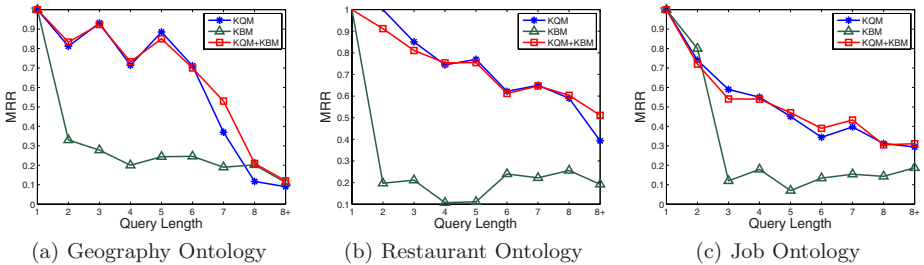 1
0.9
0.8
0.7
0.6
0.5
0.4
0.3
0.2
0.1
0
MRR
1 2 3 4 5 6 7 8 8+
Query Length
KQM
KBM
KQM+KBM
(a) Geography Ontology
1
0.9
0.8
0.7
0.6
0.5
0.4
0.3
0.2
0.1
MRR
1 2 3 4 5 6 7 8 8+
Query Length
KQM
KBM
KQM+KBM
(b) Restaurant Ontology
1
0.9
0.8
0.7
0.6
0.5
0.4
0.3
0.2
0.1
0
MRR
1 2 3 4 5 6 7 8 8+
Query Length
KQM
KBM
KQM+KBM
(c) Job Ontology